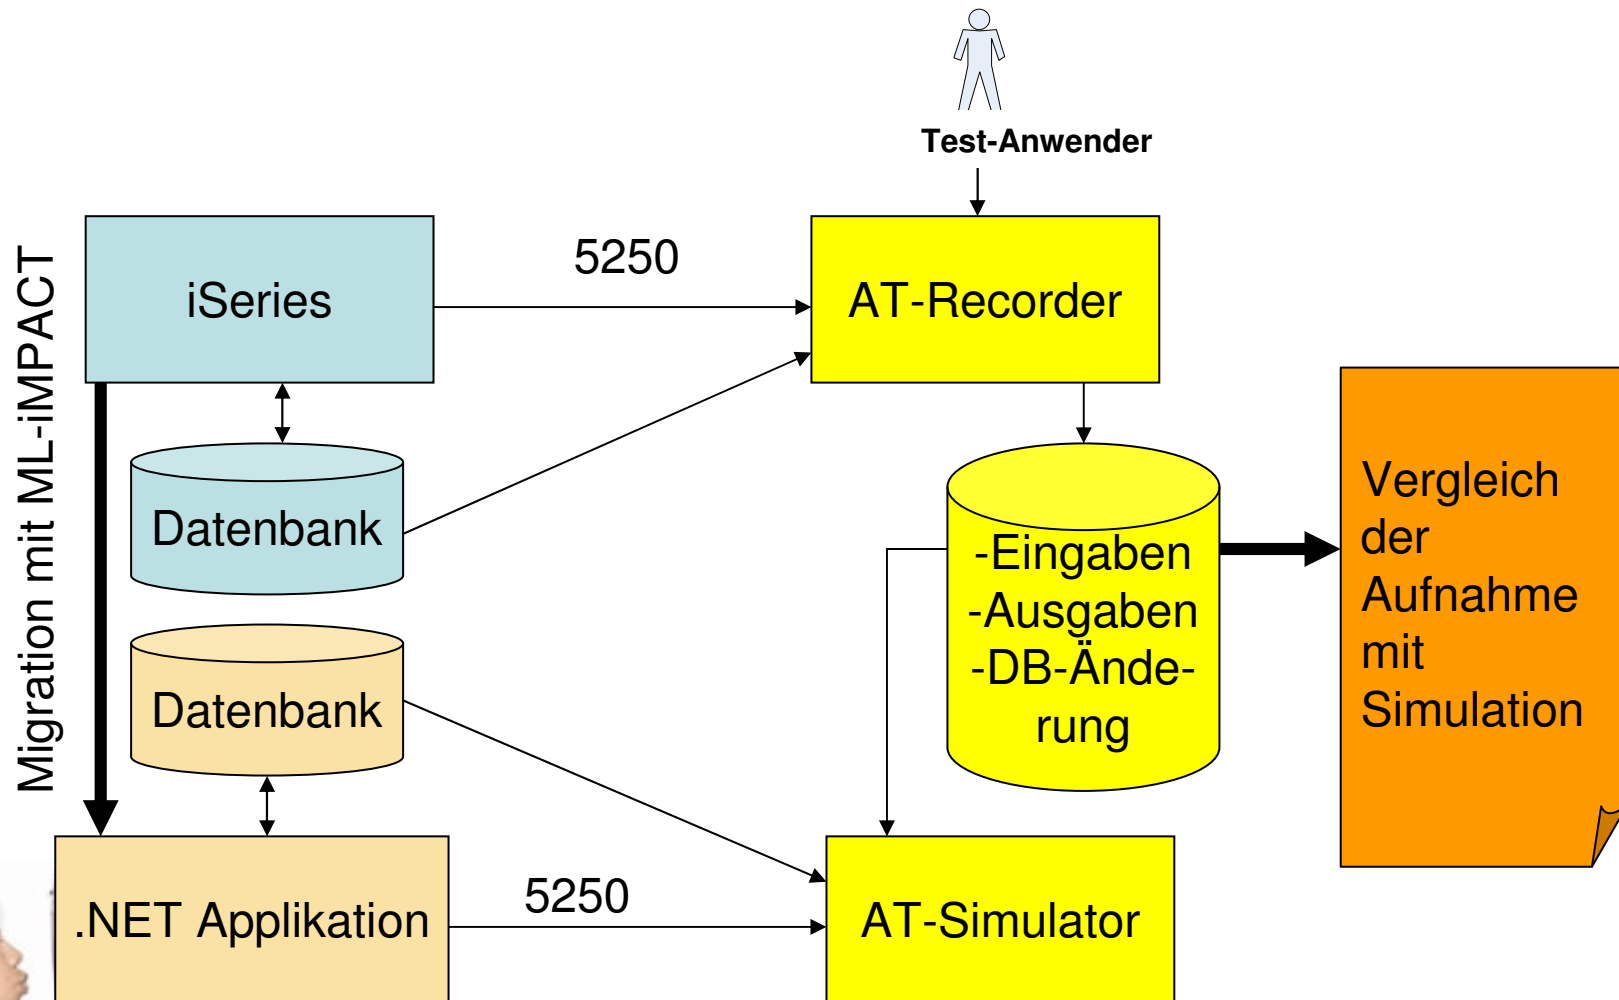 Test-Anwender
5250
iSeries
AT-Recorder
Migration mit ML-iMPACT
Datenbank
-Eingaben
-Ausgaben
-DB-Ände-
rung
Vergleich
der
Aufnahme
mit
Simulation
Datenbank
5250
.NET Applikation
AT-Simulator